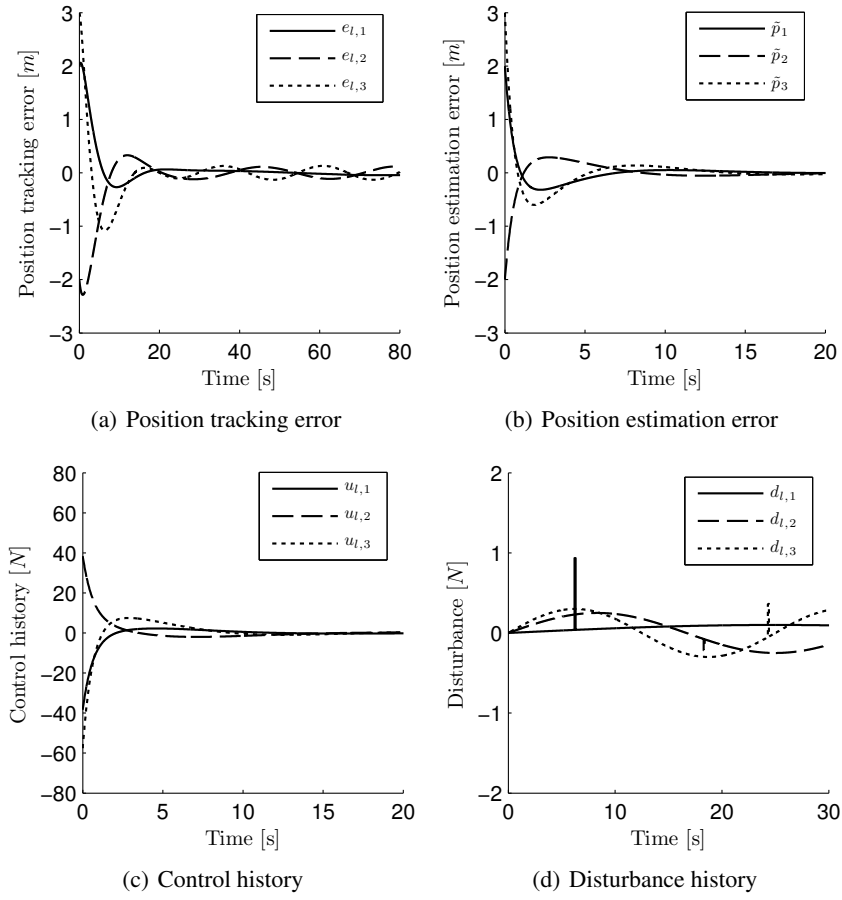 3
2
1
0
−1
−2
−3
0 20 40 60 80
Position tracking error [m]
Time [s]
e_{l,1}
e_{l,2}
e_{l,3}
(a) Position tracking error
3
2
1
0
−1
−2
−3
0 5 10 15 20
Position estimation error [m]
Time [s]
p̃_1
p̃_2
p̃_3
(b) Position estimation error
80
60
40
20
0
−20
−40
−60
−80
0 5 10 15 20
Control history [N]
Time [s]
u_{l,1}
u_{l,2}
u_{l,3}
(c) Control history
2
1
0
−1
−2
0 10 20 30
Disturbance [N]
Time [s]
d_{l,1}
d_{l,2}
d_{l,3}
(d) Disturbance history